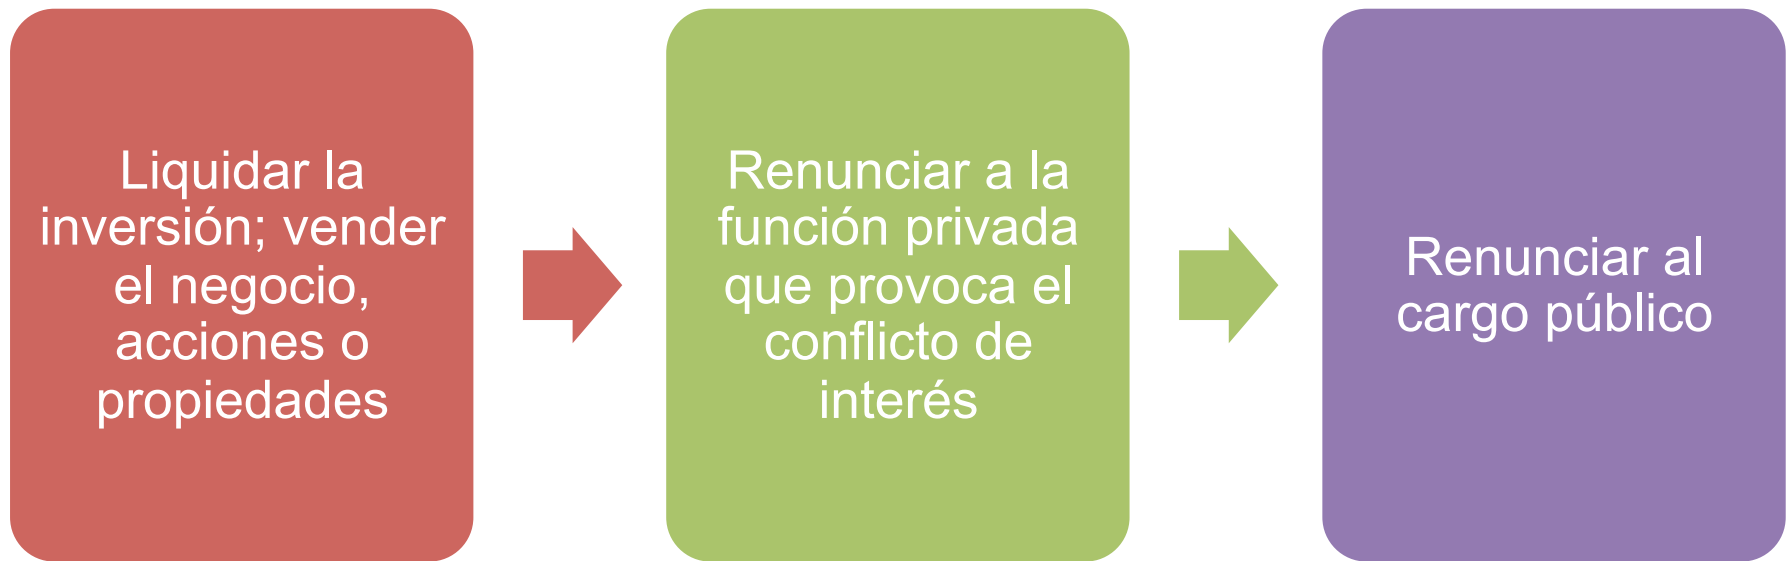 Liquidar la
inversión; vender
el negocio,
acciones o
propiedades
Renunciar a la
función privada
que provoca el
conflicto de
interés
Renunciar al
cargo público